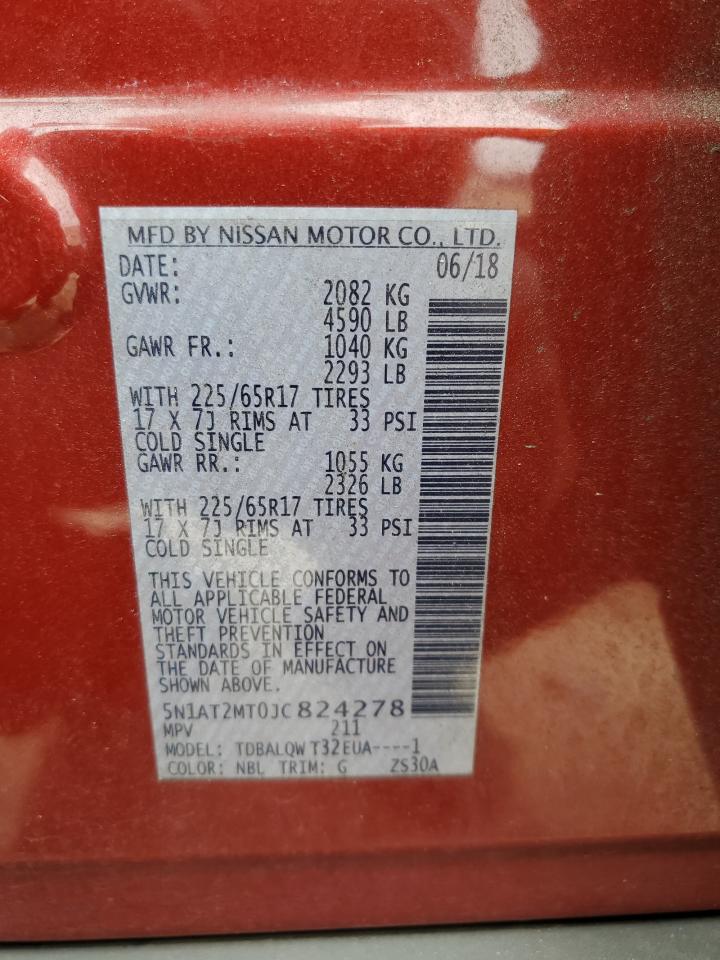 MFD BY NISSAN MOTOR CO., LTD.
DATE: 06/18
GVWR: 2082 KG
4590 LB
GAWR FR.: 1040 KG
2293 LB
WITH 225/65R17 TIRES
17 X 7J RIMS AT 33 PSI
COLD SINGLE
GAWR RR.: 1055 KG
2326 LB
WITH 225/65R17 TIRES
17 X 7J RIMS AT 33 PSI
COLD SINGLE
THIS VEHICLE CONFORMS TO
ALL APPLICABLE FEDERAL
MOTOR VEHICLE SAFETY AND
THEFT PREVENTION
STANDARDS IN EFFECT ON
THE DATE OF MANUFACTURE
SHOWN ABOVE.
5N1AT2MT0JC824278
MPV 211
MODEL: TDBALQW T32EUA----1
COLOR: NBL TRIM: G ZS30A